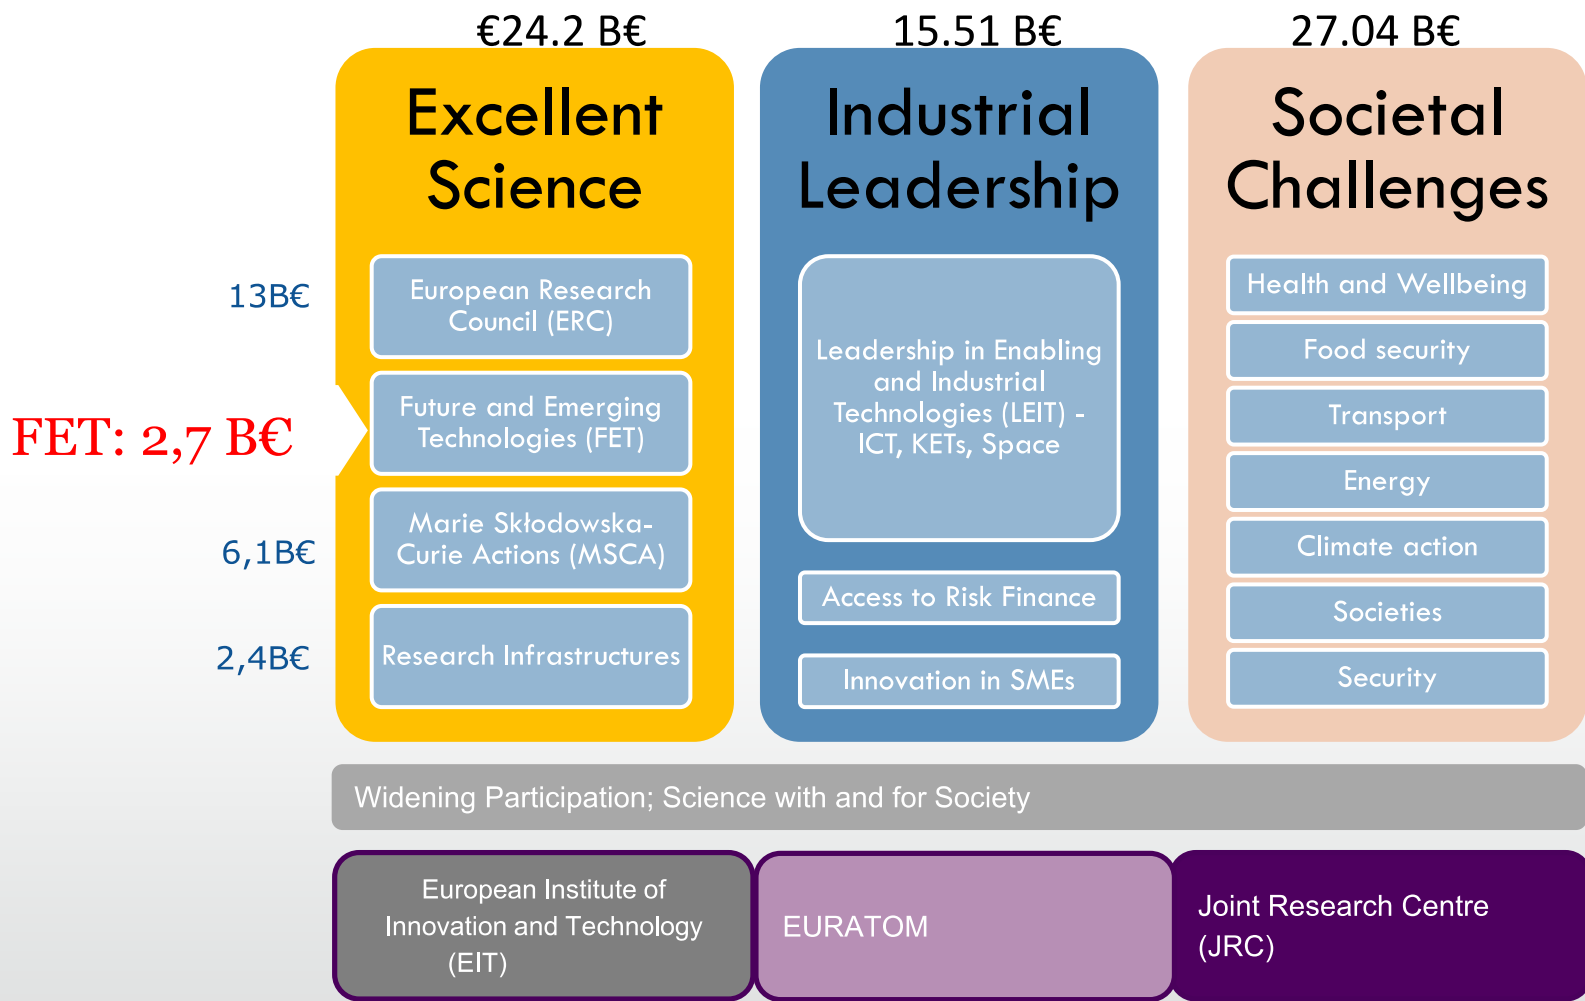 €24.2 B€
Excellent
Science
13B€
European Research
Council (ERC)
FET: 2,7 B€
Future and Emerging
Technologies (FET)
6,1B€
Marie Skłodowska-
Curie Actions (MSCA)
2,4B€
Research Infrastructures
15.51 B€
Industrial
Leadership
Leadership in Enabling
and Industrial
Technologies (LEIT) -
ICT, KETs, Space
Access to Risk Finance
Innovation in SMEs
27.04 B€
Societal
Challenges
Health and Wellbeing
Food security
Transport
Energy
Climate action
Societies
Security
Widening Participation; Science with and for Society
European Institute of
Innovation and Technology
(EIT)
EURATOM
Joint Research Centre
(JRC)